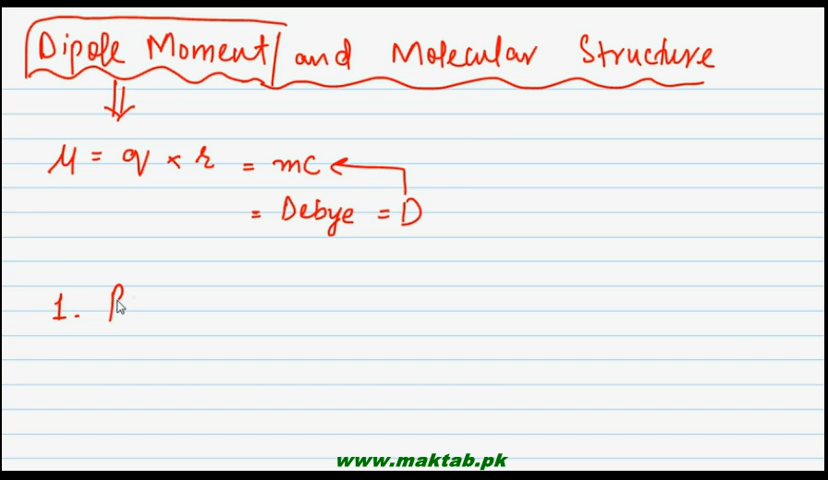 Dipole Moment and Molecular Structure
μ = q × r = mC
= Debye = D
1.
www.maktab.pk